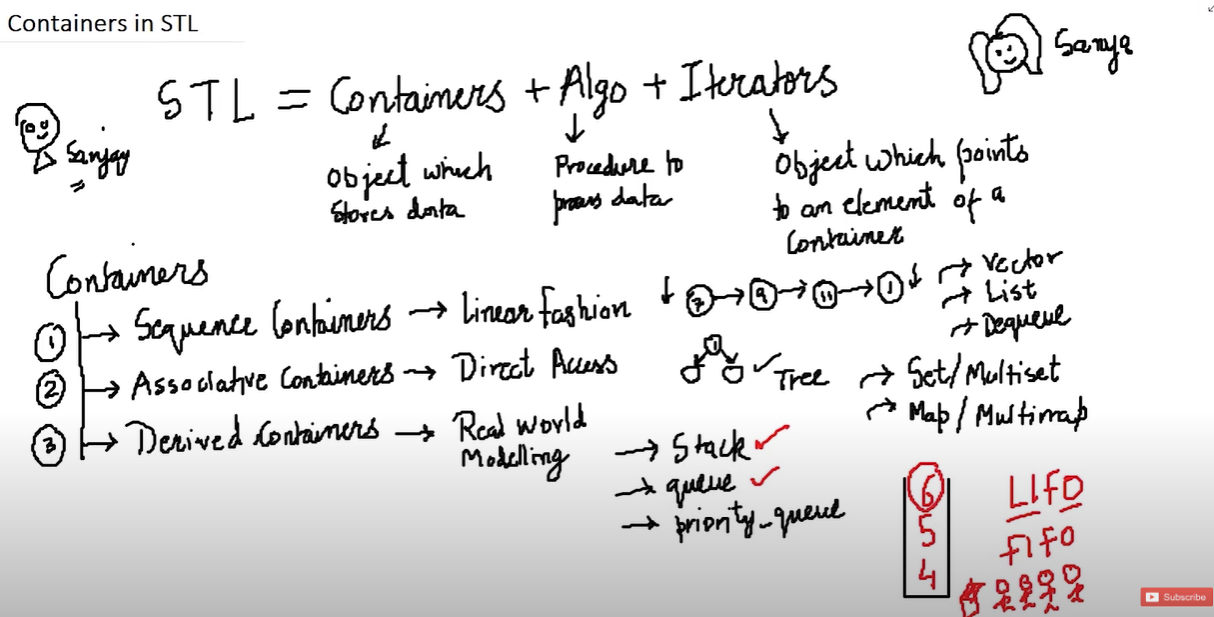 Containers in STL
Sanya
STL = Containers + Algo + Iterators
Sanjay
Object which
Stores data
Procedure to
process data
Object which points
to an element of a
Container
Containers
① → Sequence Containers → Linear Fashion ↓ ⑦→⑨→⑪→① ↓ → Vector
→ List
→ Dequeue
② → Associative Containers → Direct Access ① ✓ Tree → Set/Multiset
→ Map/Multimap
③ → Derived Containers → Real World
Modelling
→ Stack ✓
→ queue ✓
→ priority_queue
6
5
4
LIFO
FIFO
Subscribe